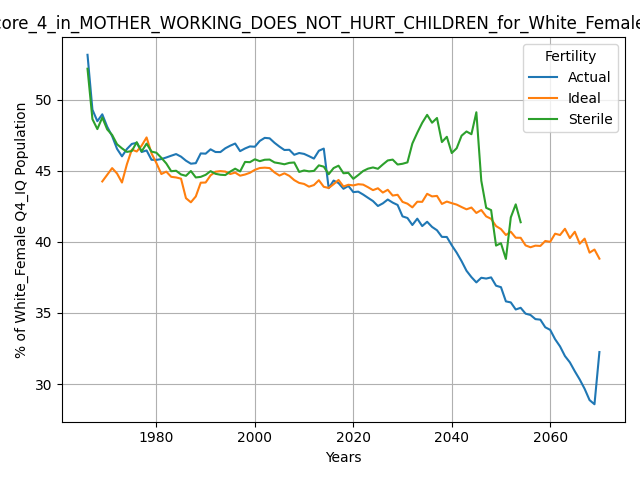 core_4_in_MOTHER_WORKING_DOES_NOT_HURT_CHILDREN_for_White_Female
Fertility
Actual
Ideal
Sterile
% of White_Female Q4_IQ Population
50
45
40
35
30
1980 2000 2020 2040 2060
Years